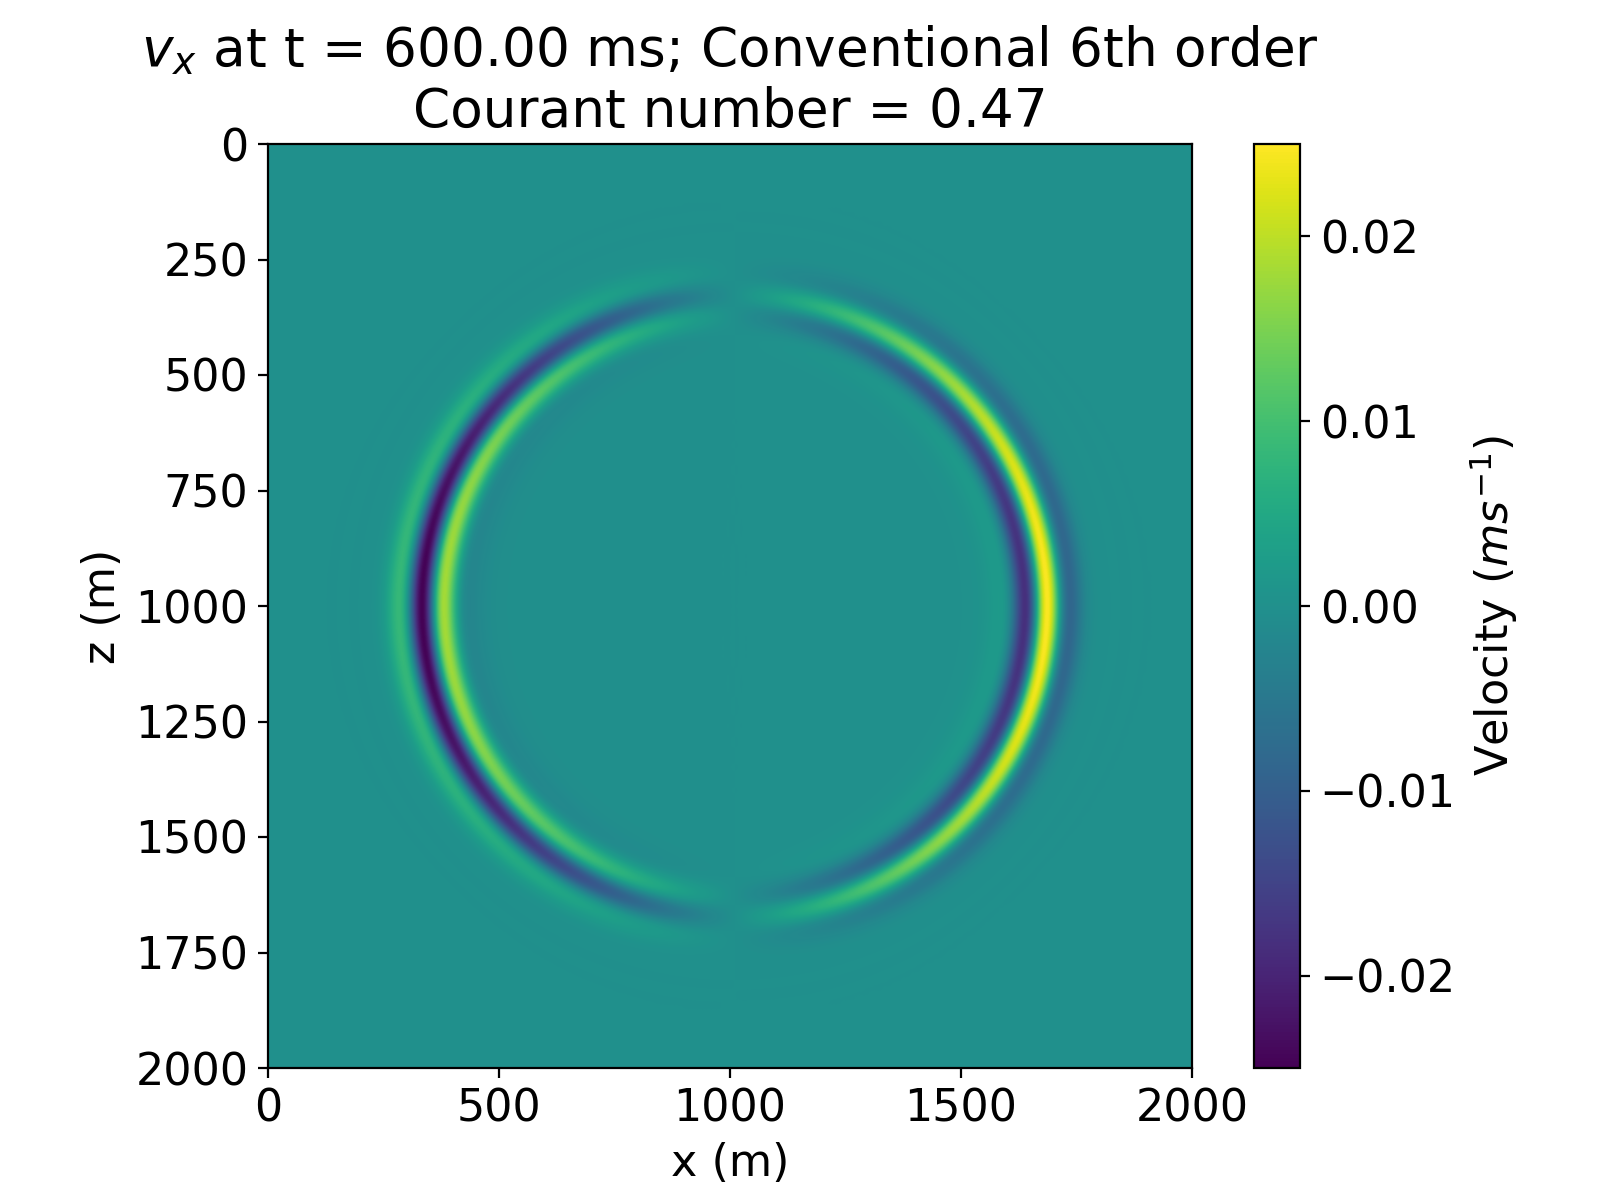 v_x at t = 600.00 ms; Conventional 6th order
Courant number = 0.47
0
250
500
750
1000
1250
1500
1750
2000
z (m)
0 500 1000 1500 2000
x (m)
0.02
0.01
0.00
−0.01
−0.02
Velocity (ms⁻¹)